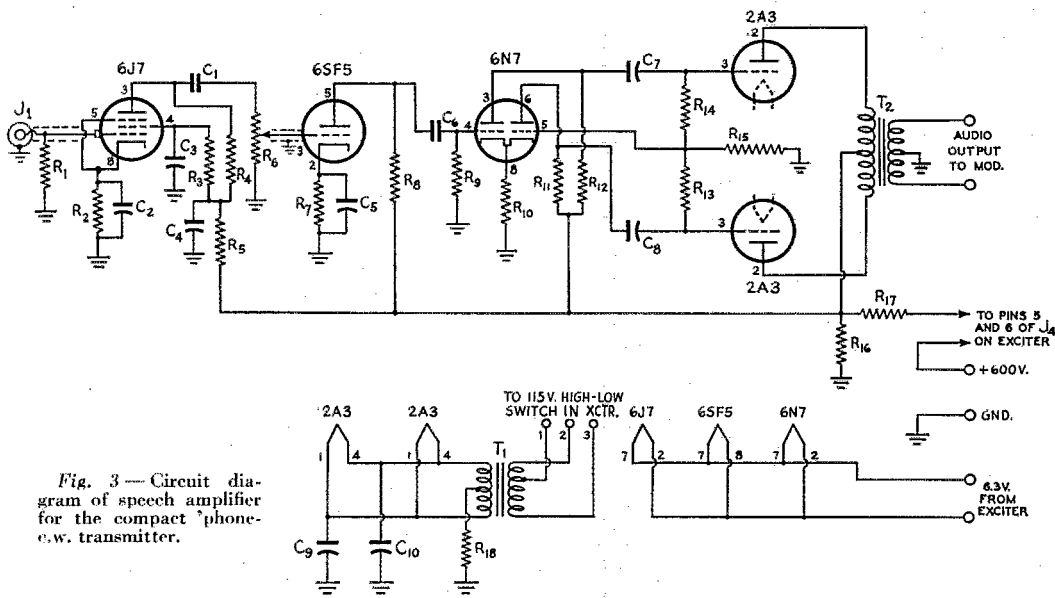 2A3
2
3
6J7
3
5
4
8
C1
6SF5
5
3
2
6N7
3
6
4
5
8
C7
J1
R1
R2
C2
C3
R3
R4
R6
C4
R5
R7
C5
R8
C6
R9
R10
R11
R12
R14
R15
R13
C8
T2
AUDIO
OUTPUT
TO MOD.
3
2
2A3
R17
R16
TO PINS 5
AND 6 OF J4
ON EXCITER
+600V.
GND.
2A3
1
4
2A3
1
4
T1
TO 115V. HIGH-LOW
SWITCH IN XCTR.
1
2
3
6J7
7
2
6SF5
7
8
6N7
7
2
6.3V.
FROM
EXCITER
C9
C10
R18
Fig. 3 — Circuit dia-
gram of speech amplifier
for the compact 'phone-
c.w. transmitter.